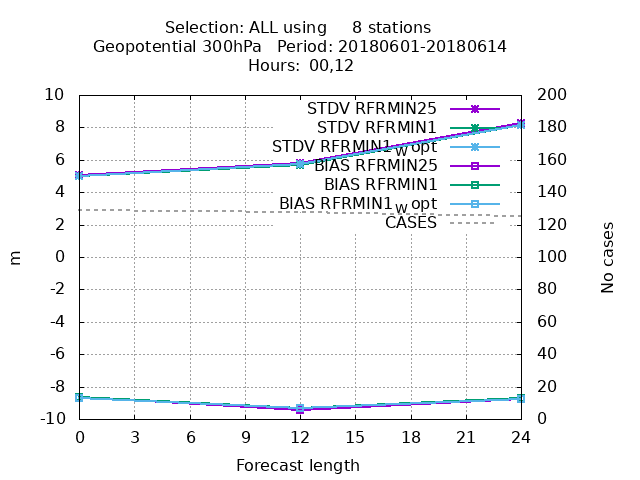 Selection: ALL using     8 stations
Geopotential 300hPa   Period: 20180601-20180614
Hours: 00,12
10
8
6
4
2
0
-2
-4
-6
-8
-10
200
180
160
140
120
100
80
60
40
20
0
STDV RFRMIN25
STDV RFRMIN1
STDV RFRMIN1_w opt
BIAS RFRMIN25
BIAS RFRMIN1
BIAS RFRMIN1_w opt
CASES
m
No cases
0 3 6 9 12 15 18 21 24
Forecast length